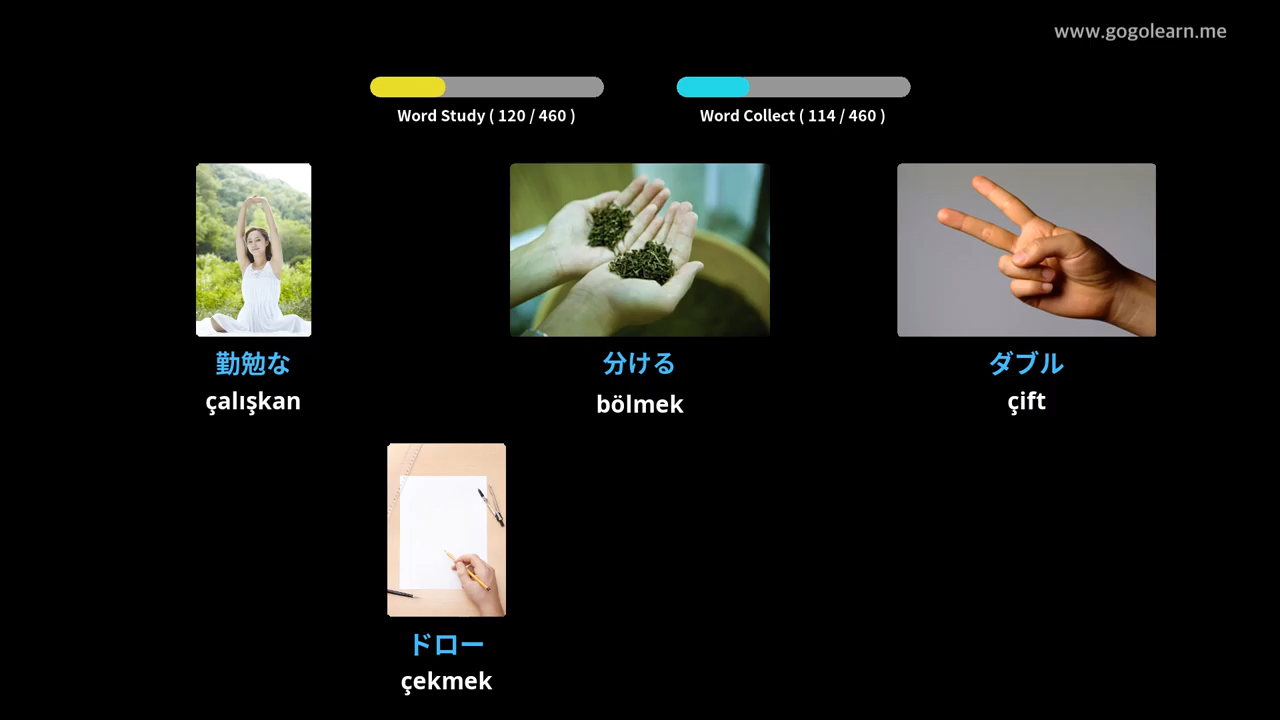 www.gogolearn.me
Word Study ( 120 / 460 )
Word Collect ( 114 / 460 )
勤勉な
çalışkan
分ける
bölmek
ダブル
çift
ドロー
çekmek